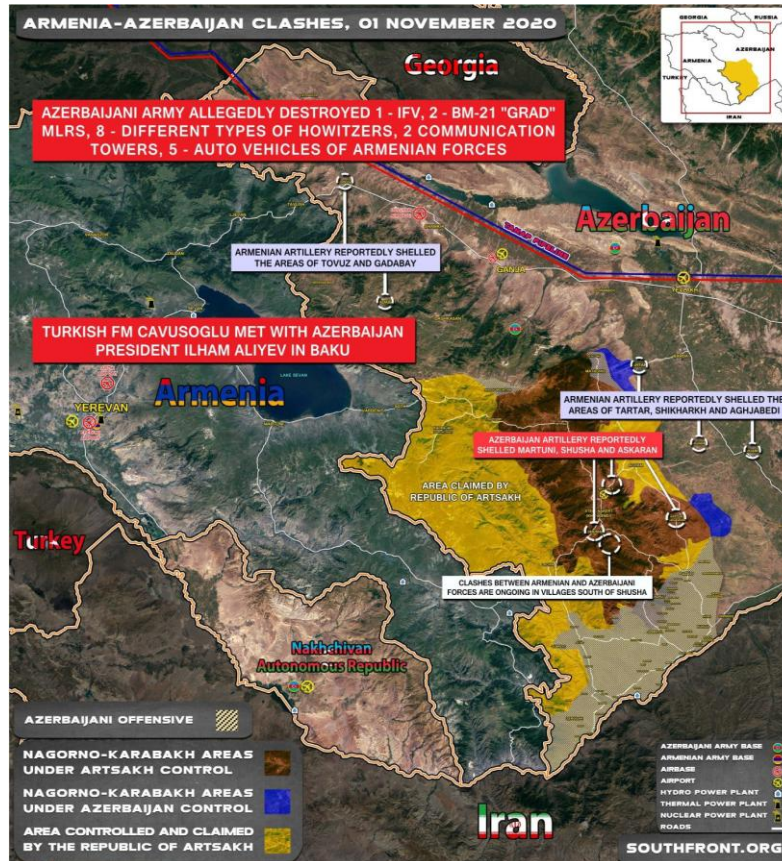 ARMENIA-AZERBAIJAN CLASHES, 01 NOVEMBER 2020
GEORGIA
RUSSIA
ARMENIA
AZERBAIJAN
TURKEY
IRAN
Georgia
AZERBAIJANI ARMY ALLEGEDLY DESTROYED 1 - IFV, 2 - BM-21 "GRAD"
MLRS, 8 - DIFFERENT TYPES OF HOWITZERS, 2 COMMUNICATION
TOWERS, 5 - AUTO VEHICLES OF ARMENIAN FORCES
Azerbaijan
ARMENIAN ARTILLERY REPORTEDLY SHELLED
THE AREAS OF TOVUZ AND GADABAY
GANJA
TURKISH FM CAVUSOGLU MET WITH AZERBAIJAN
PRESIDENT ILHAM ALIYEV IN BAKU
Armenia
LAKE SEVAN
YEREVAN
ARMENIAN ARTILLERY REPORTEDLY SHELLED THE
AREAS OF TARTAR, SHIKHARKH AND AGHJABEDI
AZERBAIJAN ARTILLERY REPORTEDLY
SHELLED MARTUNI, SHUSHA AND ASKARAN
AREA CLAIMED BY
REPUBLIC OF ARTSAKH
Turkey
CLASHES BETWEEN ARMENIAN AND AZERBAIJANI
FORCES ARE ONGOING IN VILLAGES SOUTH OF SHUSHA
Nakhchivan
Autonomous Republic
AZERBAIJANI OFFENSIVE
NAGORNO-KARABAKH AREAS
UNDER ARTSAKH CONTROL
NAGORNO-KARABAKH AREAS
UNDER AZERBAIJAN CONTROL
AREA CONTROLLED AND CLAIMED
BY THE REPUBLIC OF ARTSAKH
Iran
AZERBAIJANI ARMY BASE
ARMENIAN ARMY BASE
AIRBASE
AIRPORT
HYDRO POWER PLANT
THERMAL POWER PLANT
NUCLEAR POWER PLANT
ROADS
SOUTHFRONT.ORG